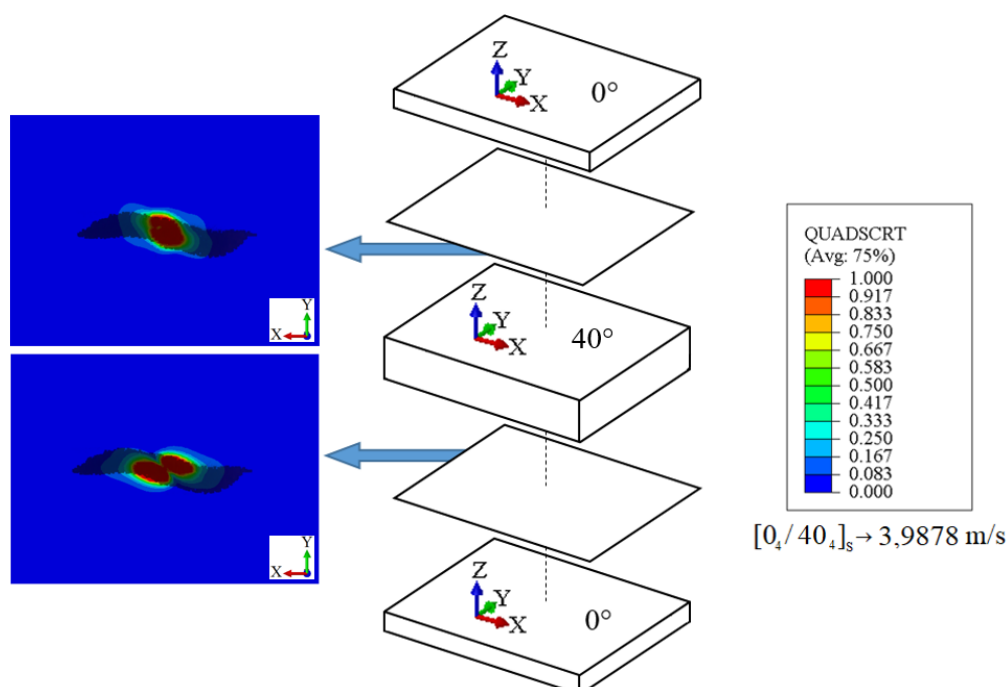 Z
Y
X
0°
Y
X
Z
Y
X
40°
Y
X
Z
Y
X
0°
QUADSCRT
(Avg: 75%)
1.000
0.917
0.833
0.750
0.667
0.583
0.500
0.417
0.333
0.250
0.167
0.083
0.000
[0₄/40₄]ₛ→3,9878 m/s